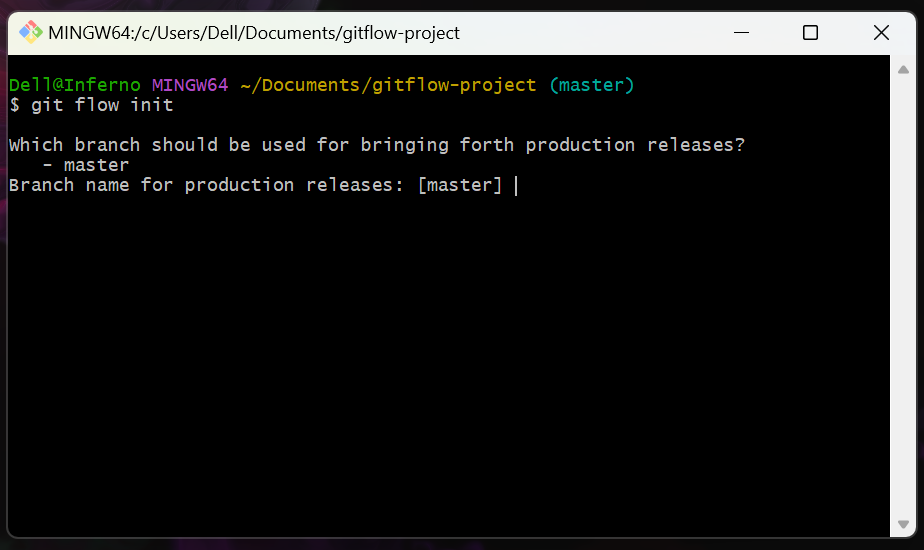 MINGW64:/c/Users/Dell/Documents/gitflow-project
Dell@Inferno MINGW64 ~/Documents/gitflow-project (master)
$ git flow init
Which branch should be used for bringing forth production releases?
   - master
Branch name for production releases: [master]